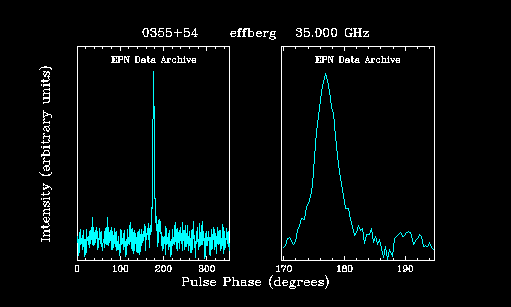 0355+54 effberg 35.000 GHz
EPN Data Archive EPN Data Archive
Intensity (arbitrary units)
0 100 200 300 170 180 190
Pulse Phase (degrees)